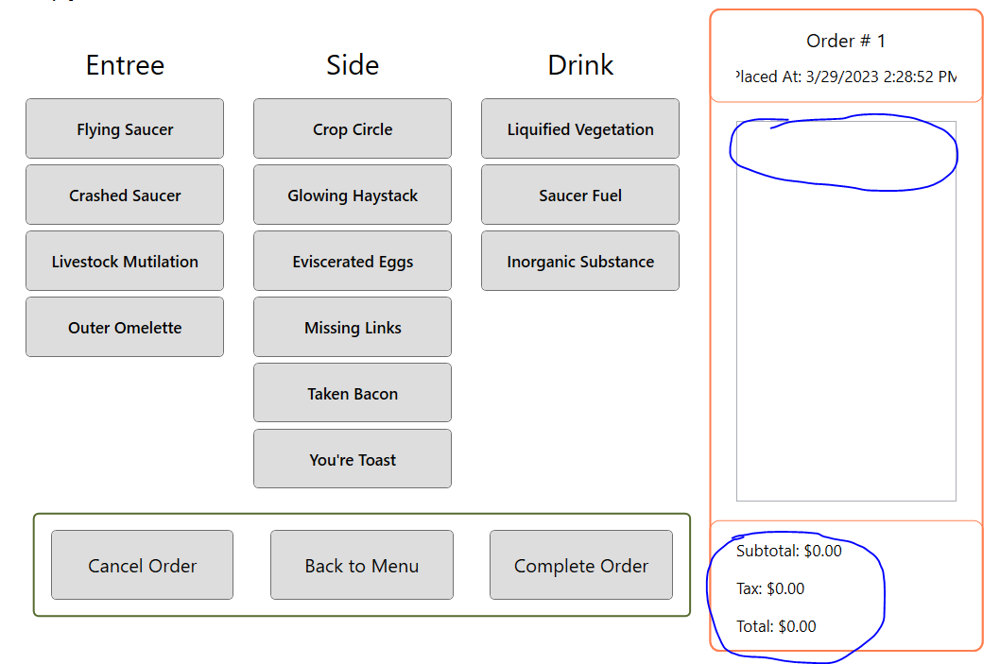 Entree
Side
Drink
Flying Saucer
Crashed Saucer
Livestock Mutilation
Outer Omelette
Crop Circle
Glowing Haystack
Eviscerated Eggs
Missing Links
Taken Bacon
You're Toast
Liquified Vegetation
Saucer Fuel
Inorganic Substance
Cancel Order
Back to Menu
Complete Order
Order # 1
laced At: 3/29/2023 2:28:52 PM
Subtotal: $0.00
Tax: $0.00
Total: $0.00